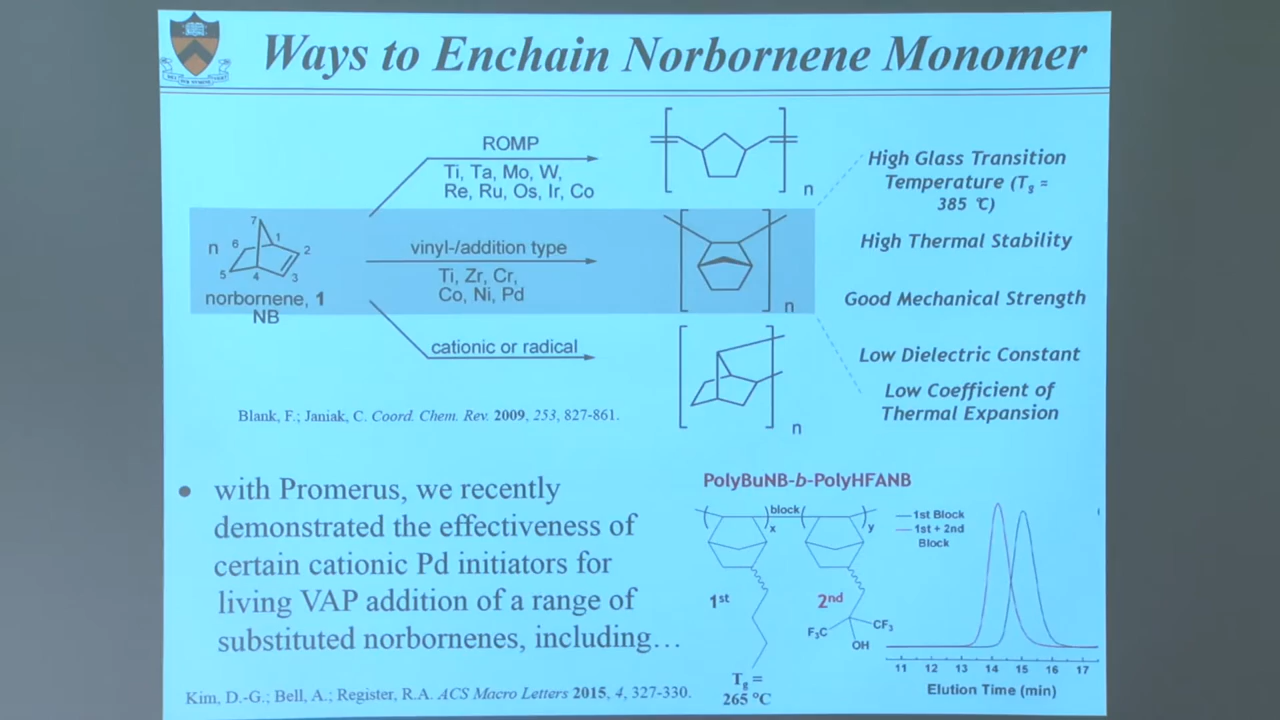 Ways to Enchain Norbornene Monomer
ROMP
Ti, Ta, Mo, W,
Re, Ru, Os, Ir, Co
n
7
1
6
2
n
5
4
3
norbornene, 1
NB
vinyl-/addition type
Ti, Zr, Cr,
Co, Ni, Pd
n
cationic or radical
n
High Glass Transition
Temperature (Tg =
385 °C)
High Thermal Stability
Good Mechanical Strength
Low Dielectric Constant
Low Coefficient of
Thermal Expansion
Blank, F.; Janiak, C. Coord. Chem. Rev. 2009, 253, 827-861.
• with Promerus, we recently
demonstrated the effectiveness of
certain cationic Pd initiators for
living VAP addition of a range of
substituted norbornenes, including…
Kim, D.-G.; Bell, A.; Register, R.A. ACS Macro Letters 2015, 4, 327-330.
PolyBuNB-b-PolyHFANB
block
x
y
1st
2nd
F3C
CF3
OH
Tg =
265 °C
1st Block
1st + 2nd
Block
11 12 13 14 15 16 17
Elution Time (min)